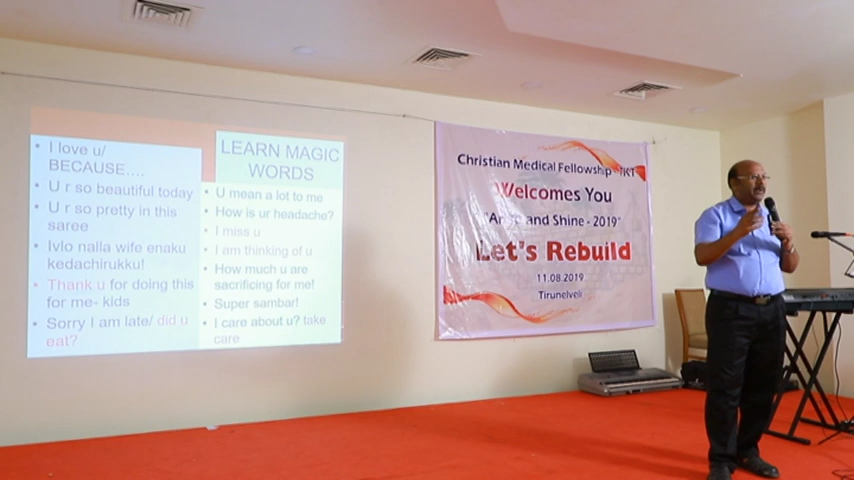 I love u/
BECAUSE....
U r so beautiful today
U r so pretty in this
saree
Ivlo nalla wife enaku
kedachirukku!
Thank u for doing this
for me- kids
Sorry I am late/ did u
eat?
LEARN MAGIC
WORDS
U mean a lot to me
How is ur headache?
I miss u
I am thinking of u
How much u are
sacrificing for me!
Super sambar!
I care about u? take
care
Christian Medical Fellowship -TKT
Welcomes You
and Shine - 2019"
Let's Rebuild
11.08.2019
Tirunelveli